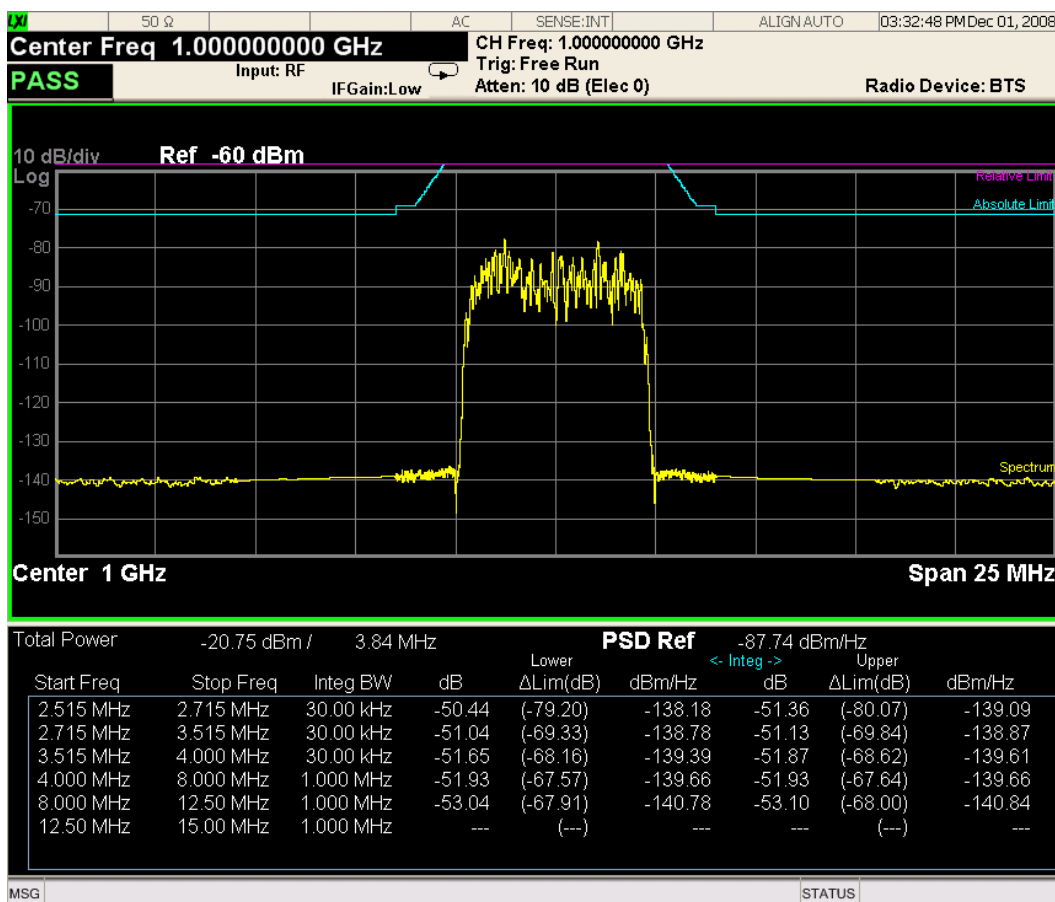 LXI 50 Ω AC SENSE:INT ALIGN AUTO 03:32:48 PM Dec 01, 2008
Center Freq 1.000000000 GHz CH Freq: 1.000000000 GHz
Input: RF Trig: Free Run
PASS IFGain:Low Atten: 10 dB (Elec 0) Radio Device: BTS
10 dB/div Ref -60 dBm
Log
Relative Limit
Absolute Limit
-70
-80
-90
-100
-110
-120
-130
Spectrum
-140
-150
Center 1 GHz Span 25 MHz
Total Power -20.75 dBm / 3.84 MHz PSD Ref -87.74 dBm/Hz
Lower <- Integ -> Upper
Start Freq Stop Freq Integ BW dB ΔLim(dB) dBm/Hz dB ΔLim(dB) dBm/Hz
2.515 MHz 2.715 MHz 30.00 kHz -50.44 (-79.20) -138.18 -51.36 (-80.07) -139.09
2.715 MHz 3.515 MHz 30.00 kHz -51.04 (-69.33) -138.78 -51.13 (-69.84) -138.87
3.515 MHz 4.000 MHz 30.00 kHz -51.65 (-68.16) -139.39 -51.87 (-68.62) -139.61
4.000 MHz 8.000 MHz 1.000 MHz -51.93 (-67.57) -139.66 -51.93 (-67.64) -139.66
8.000 MHz 12.50 MHz 1.000 MHz -53.04 (-67.91) -140.78 -53.10 (-68.00) -140.84
12.50 MHz 15.00 MHz 1.000 MHz --- (---) --- --- (---) ---
MSG STATUS